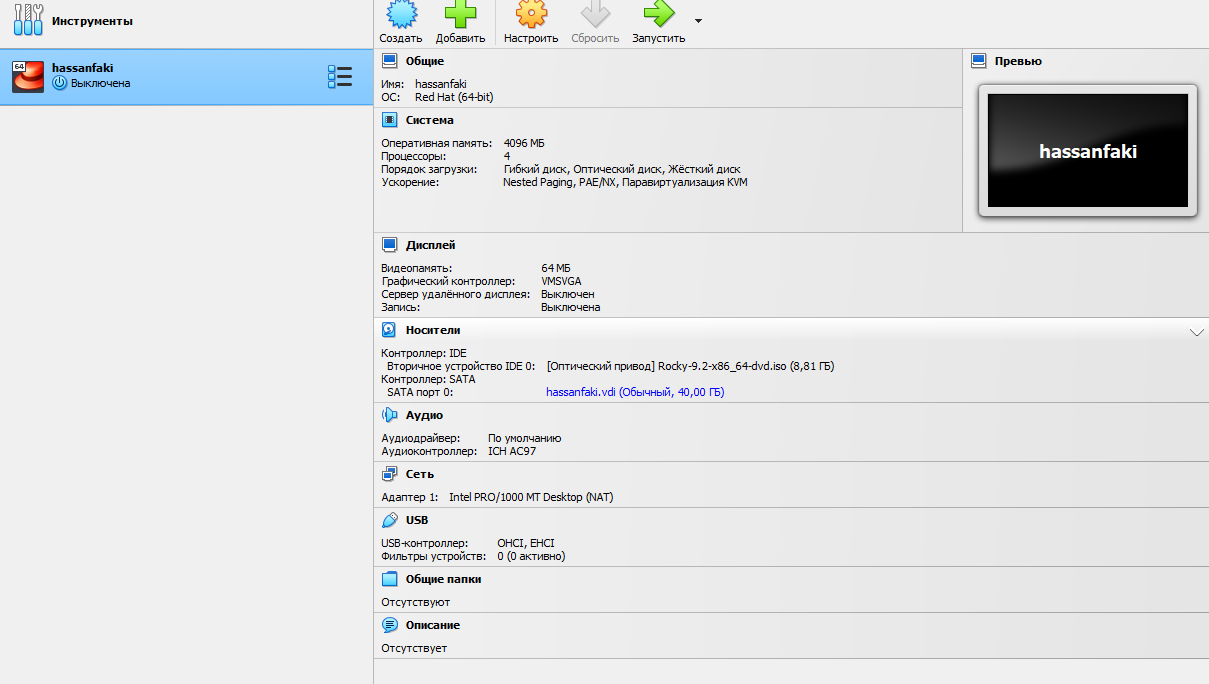 Инструменты
Создать Добавить Настроить Сбросить Запустить
64
hassanfaki
Выключена
Общие
Имя: hassanfaki
ОС: Red Hat (64-bit)
Превью
hassanfaki
Система
Оперативная память: 4096 МБ
Процессоры: 4
Порядок загрузки: Гибкий диск, Оптический диск, Жёсткий диск
Ускорение: Nested Paging, PAE/NX, Паравиртуализация KVM
Дисплей
Видеопамять: 64 МБ
Графический контроллер: VMSVGA
Сервер удалённого дисплея: Выключен
Запись: Выключена
Носители
Контроллер: IDE
Вторичное устройство IDE 0: [Оптический привод] Rocky-9.2-x86_64-dvd.iso (8,81 ГБ)
Контроллер: SATA
SATA порт 0: hassanfaki.vdi (Обычный, 40,00 ГБ)
Аудио
Аудиодрайвер: По умолчанию
Аудиоконтроллер: ICH AC97
Сеть
Адаптер 1: Intel PRO/1000 MT Desktop (NAT)
USB
USB-контроллер: OHCI, EHCI
Фильтры устройств: 0 (0 активно)
Общие папки
Отсутствуют
Описание
Отсутствует